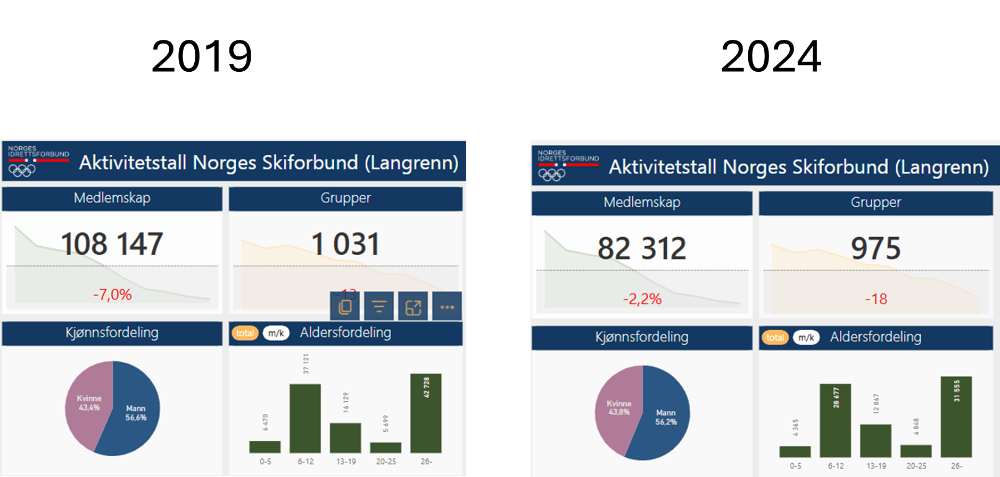 2019
2024
NORGES
IDRETTSFORBUND
Aktivitetstall Norges Skiforbund (Langrenn)
Medlemskap
Grupper
108 147
1 031
-7,0%
-13
Kjønnsfordeling
total
m/k
Aldersfordeling
Kvinne
43,4%
Mann
56,6%
6 470
37 121
16 129
5 699
42 728
0-5
6-12
13-19
20-25
26-
NORGES
IDRETTSFORBUND
Aktivitetstall Norges Skiforbund (Langrenn)
Medlemskap
Grupper
82 312
975
-2,2%
-18
Kjønnsfordeling
total
m/k
Aldersfordeling
Kvinne
43,8%
Mann
56,2%
4 365
28 677
12 867
4 848
31 555
0-5
6-12
13-19
20-25
26-